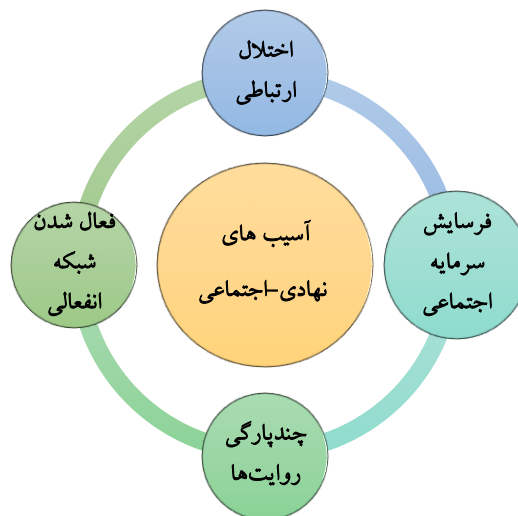 اختلال
ارتباطی
فرسایش
سرمایه
اجتماعی
چندپارگی
روایت‌ها
فعال شدن
شبکه
انفعالی
آسیب های
نهادی-اجتماعی